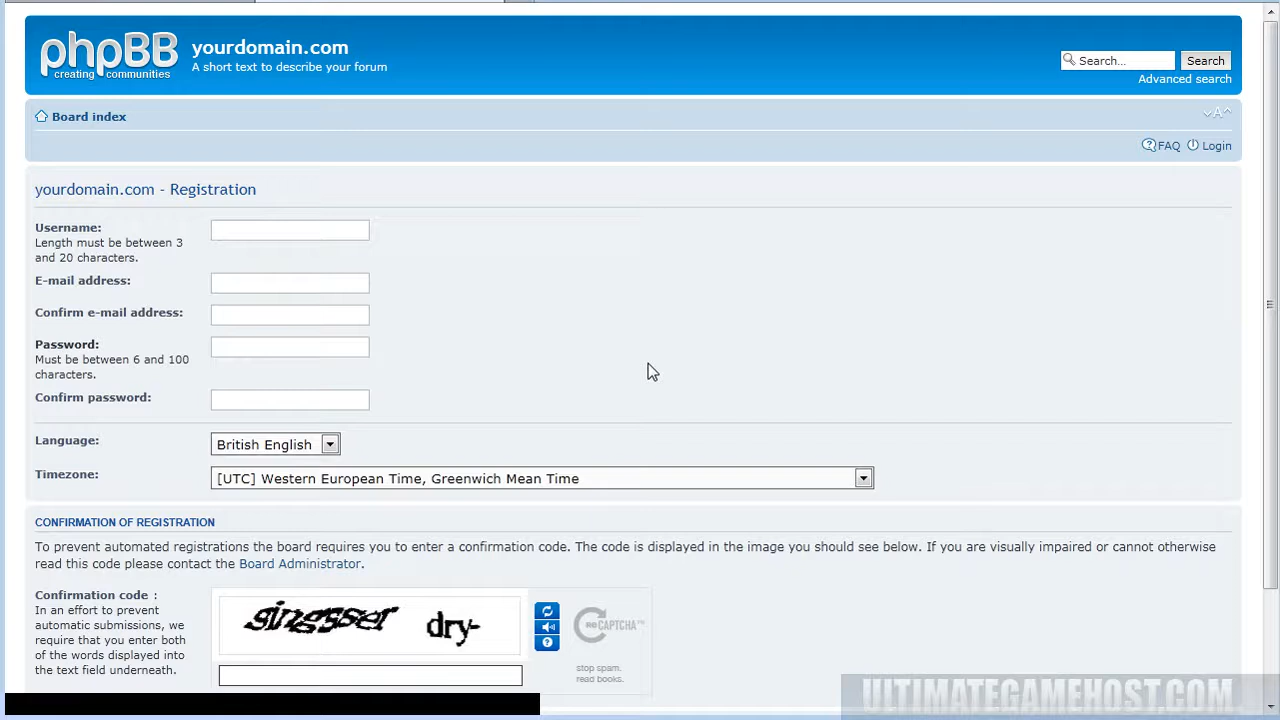 phpBB
creating communities
yourdomain.com
A short text to describe your forum
Search...
Search
Advanced search
Board index
FAQ
Login
yourdomain.com - Registration
Username:
Length must be between 3
and 20 characters.
E-mail address:
Confirm e-mail address:
Password:
Must be between 6 and 100
characters.
Confirm password:
Language:
British English
Timezone:
[UTC] Western European Time, Greenwich Mean Time
CONFIRMATION OF REGISTRATION
To prevent automated registrations the board requires you to enter a confirmation code. The code is displayed in the image you should see below. If you are visually impaired or cannot otherwise
read this code please contact the Board Administrator.
Confirmation code :
In an effort to prevent
automatic submissions, we
require that you enter both
of the words displayed into
the text field underneath.
singsser dry-
reCAPTCHA™
stop spam.
read books.
ULTIMATEGAMEHOST.COM